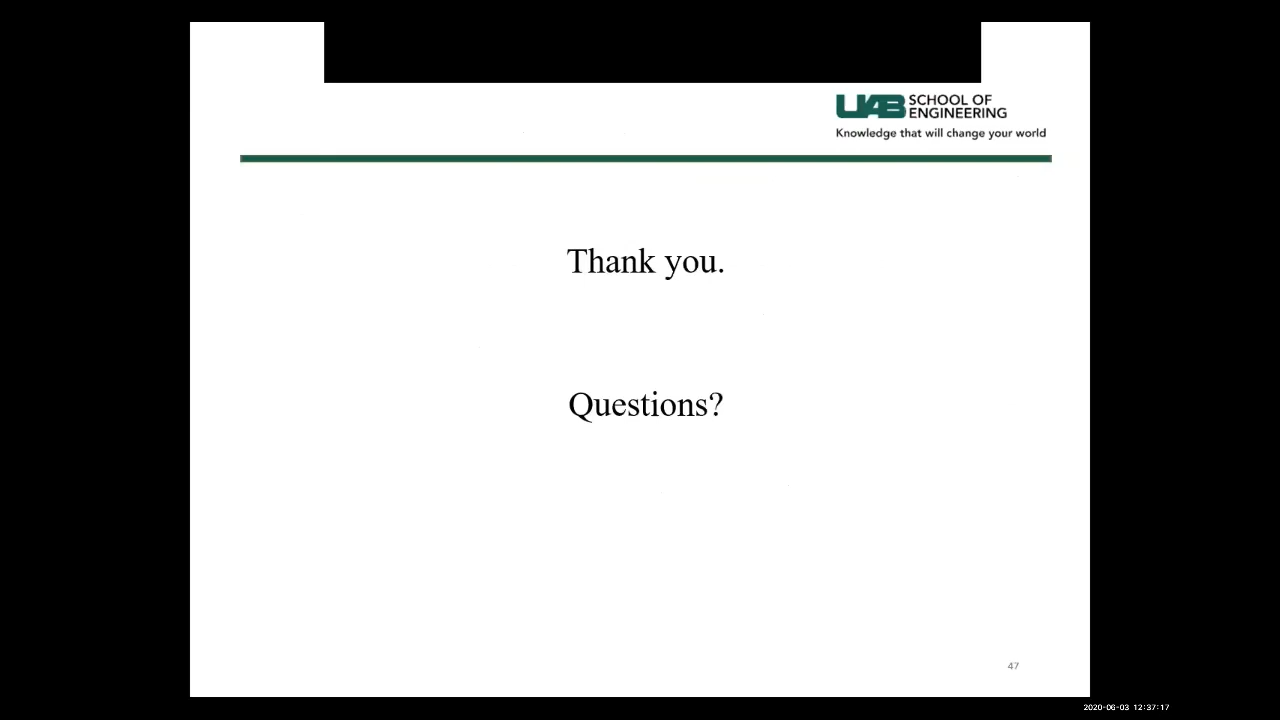 UAB SCHOOL OF
ENGINEERING
Knowledge that will change your world
Thank you.
Questions?
47
2020-06-03 12:37:17